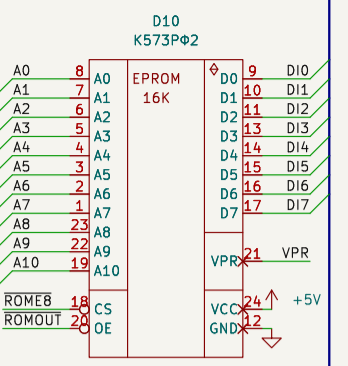 D10
K573РФ2
A0 8 A0 EPROM D0 9 DI0
A1 7 A1 16K D1 10 DI1
A2 6 A2 D2 11 DI2
A3 5 A3 D3 13 DI3
A4 4 A4 D4 14 DI4
A5 3 A5 D5 15 DI5
A6 2 A6 D6 16 DI6
A7 1 A7 D7 17 DI7
A8 23 A8
A9 22 A9 VPR 21 VPR
A10 19 A10
ROME8 18 CS VCC 24 +5V
ROMOUT 20 OE GND 12